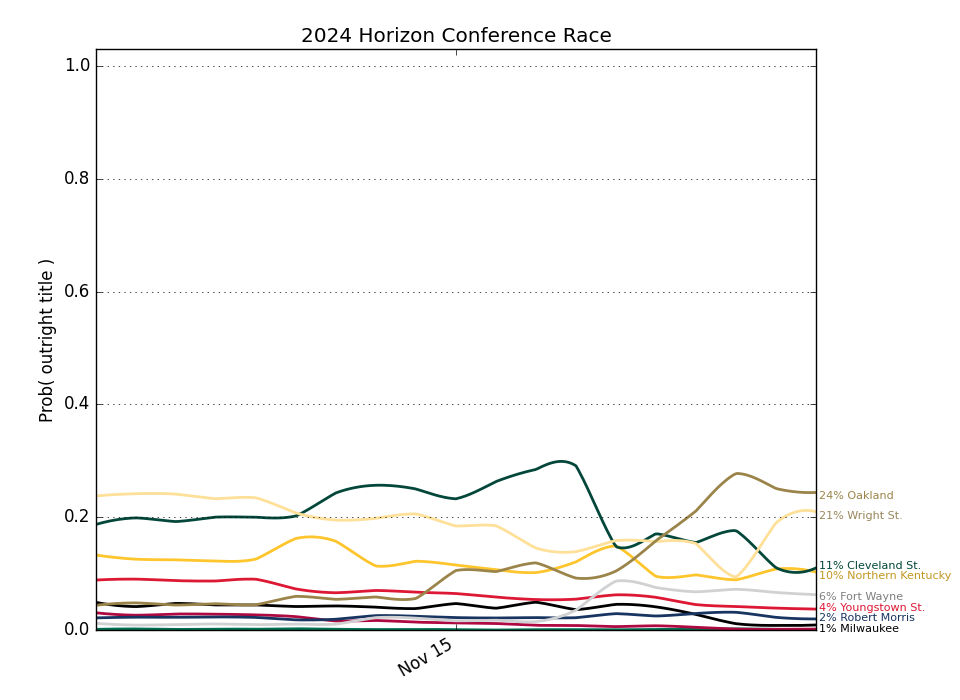 2024 Horizon Conference Race
1.0
0.8
0.6
0.4
0.2
0.0
Prob( outright title )
Nov 15
24% Oakland
21% Wright St.
11% Cleveland St.
10% Northern Kentucky
6% Fort Wayne
4% Youngstown St.
2% Robert Morris
1% Milwaukee